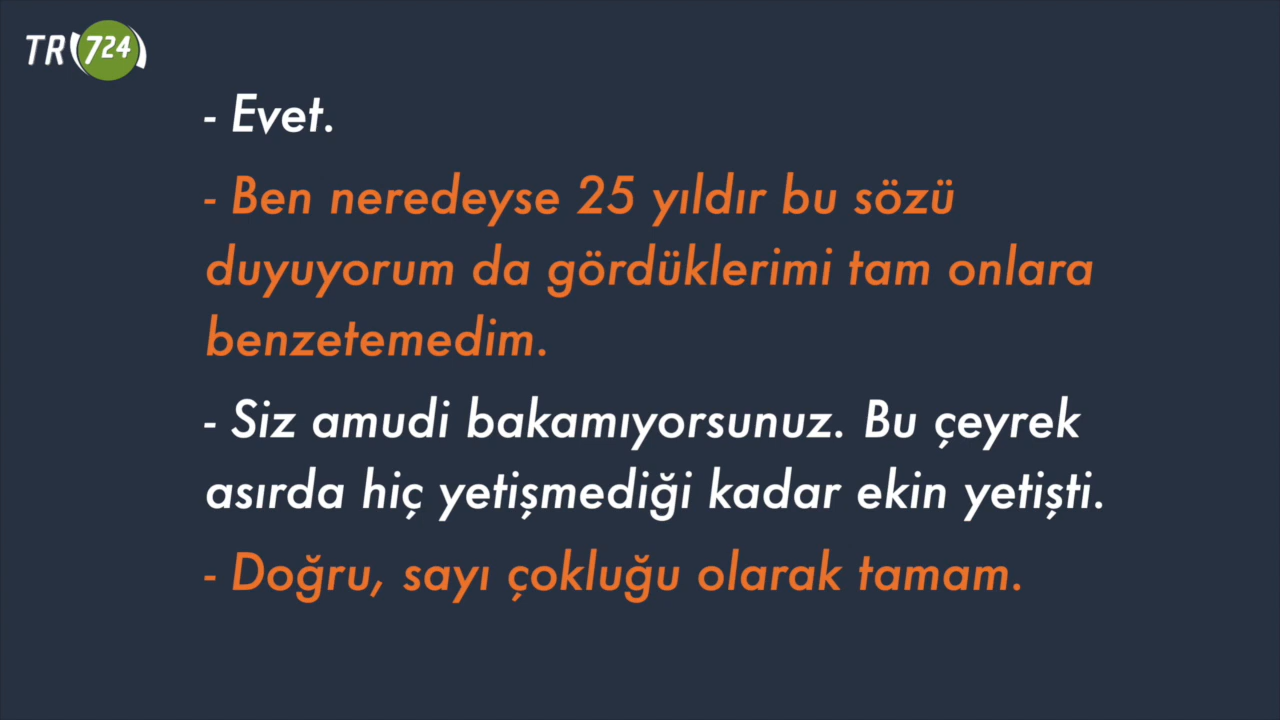 TR724
- Evet.
- Ben neredeyse 25 yıldır bu sözü
duyuyorum da gördüklerimi tam onlara
benzetemedim.
- Siz amudi bakamıyorsunuz. Bu çeyrek
asırda hiç yetişmediği kadar ekin yetişti.
- Doğru, sayı çokluğu olarak tamam.